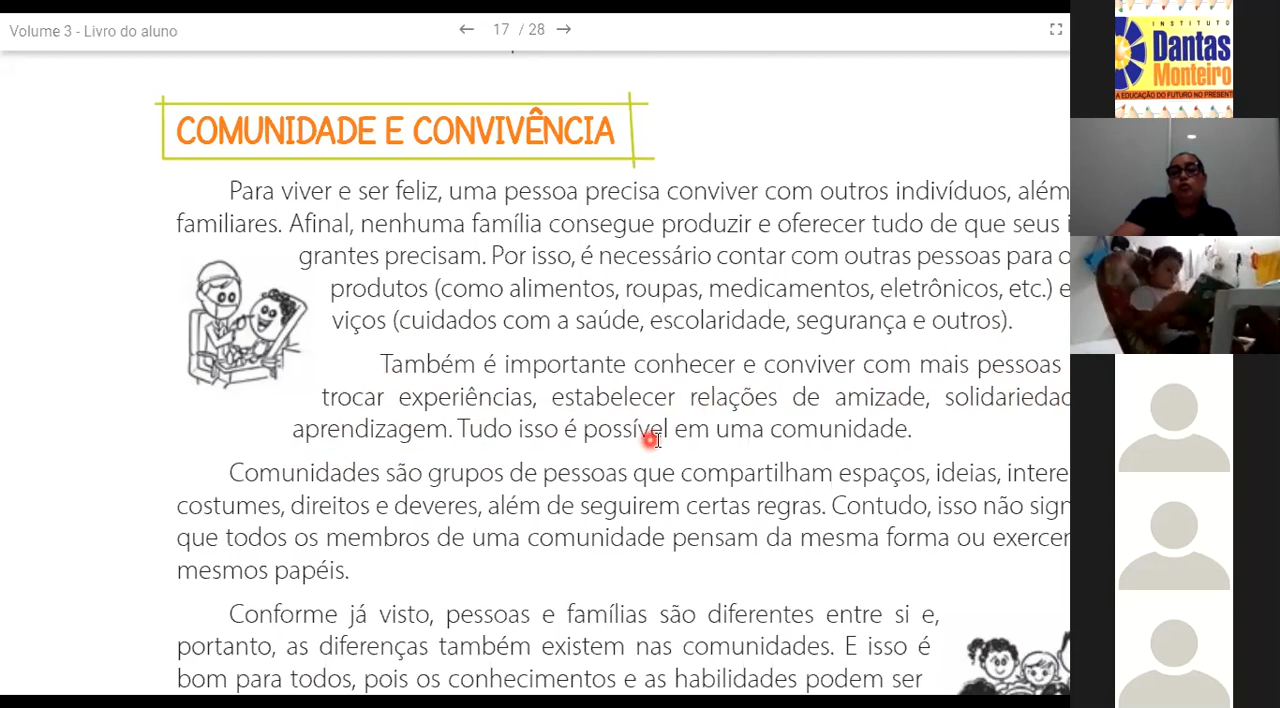 Volume 3 - Livro do aluno
17 / 28
COMUNIDADE E CONVIVÊNCIA
Para viver e ser feliz, uma pessoa precisa conviver com outros indivíduos, além
familiares. Afinal, nenhuma família consegue produzir e oferecer tudo de que seus i
grantes precisam. Por isso, é necessário contar com outras pessoas para o
produtos (como alimentos, roupas, medicamentos, eletrônicos, etc.) e
viços (cuidados com a saúde, escolaridade, segurança e outros).
Também é importante conhecer e conviver com mais pessoas
trocar experiências, estabelecer relações de amizade, solidariedad
aprendizagem. Tudo isso é possível em uma comunidade.
Comunidades são grupos de pessoas que compartilham espaços, ideias, intere
costumes, direitos e deveres, além de seguirem certas regras. Contudo, isso não sign
que todos os membros de uma comunidade pensam da mesma forma ou exercer
mesmos papéis.
Conforme já visto, pessoas e famílias são diferentes entre si e,
portanto, as diferenças também existem nas comunidades. E isso é
bom para todos, pois os conhecimentos e as habilidades podem ser
INSTITUTO
Dantas
Monteiro
A EDUCAÇÃO DO FUTURO NO PRESENT